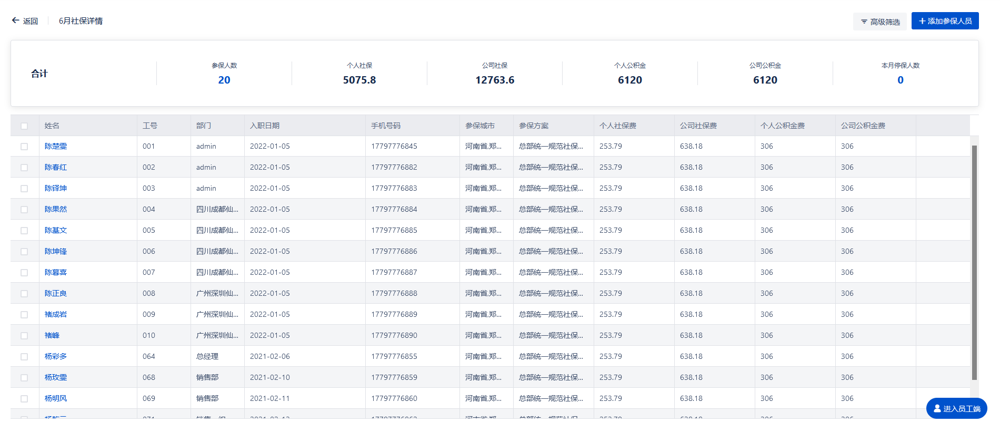 返回 6月社保详情 高级筛选 添加参保人员
合计
参保人数 个人社保 公司社保 个人公积金 公司公积金 本月停保人数
20 5075.8 12763.6 6120 6120 0
姓名 工号 部门 入职日期 手机号码 参保城市 参保方案 个人社保费 公司社保费 个人公积金费 公司公积金费
陈楚雯 001 admin 2022-01-05 17797776845 河南省,郑... 总部统一规范社保... 253.79 638.18 306 306
陈春红 002 admin 2022-01-05 17797776882 河南省,郑... 总部统一规范社保... 253.79 638.18 306 306
陈铎坤 003 admin 2022-01-05 17797776883 河南省,郑... 总部统一规范社保... 253.79 638.18 306 306
陈果然 004 四川成都仙... 2022-01-05 17797776884 河南省,郑... 总部统一规范社保... 253.79 638.18 306 306
陈基文 005 四川成都仙... 2022-01-05 17797776885 河南省,郑... 总部统一规范社保... 253.79 638.18 306 306
陈坤锋 006 四川成都仙... 2022-01-05 17797776886 河南省,郑... 总部统一规范社保... 253.79 638.18 306 306
陈暮喜 007 四川成都仙... 2022-01-05 17797776887 河南省,郑... 总部统一规范社保... 253.79 638.18 306 306
陈正良 008 广州深圳仙... 2022-01-05 17797776888 河南省,郑... 总部统一规范社保... 253.79 638.18 306 306
褚成岩 009 广州深圳仙... 2022-01-05 17797776889 河南省,郑... 总部统一规范社保... 253.79 638.18 306 306
褚峰 010 广州深圳仙... 2022-01-05 17797776890 河南省,郑... 总部统一规范社保... 253.79 638.18 306 306
杨彩多 064 总经理 2021-02-06 17797776855 河南省,郑... 总部统一规范社保... 253.79 638.18 306 306
杨玫雯 068 销售部 2021-02-10 17797776859 河南省,郑... 总部统一规范社保... 253.79 638.18 306 306
杨明风 069 销售部 2021-02-11 17797776860 河南省,郑... 总部统一规范社保... 253.79 638.18 306 306
进入员工端